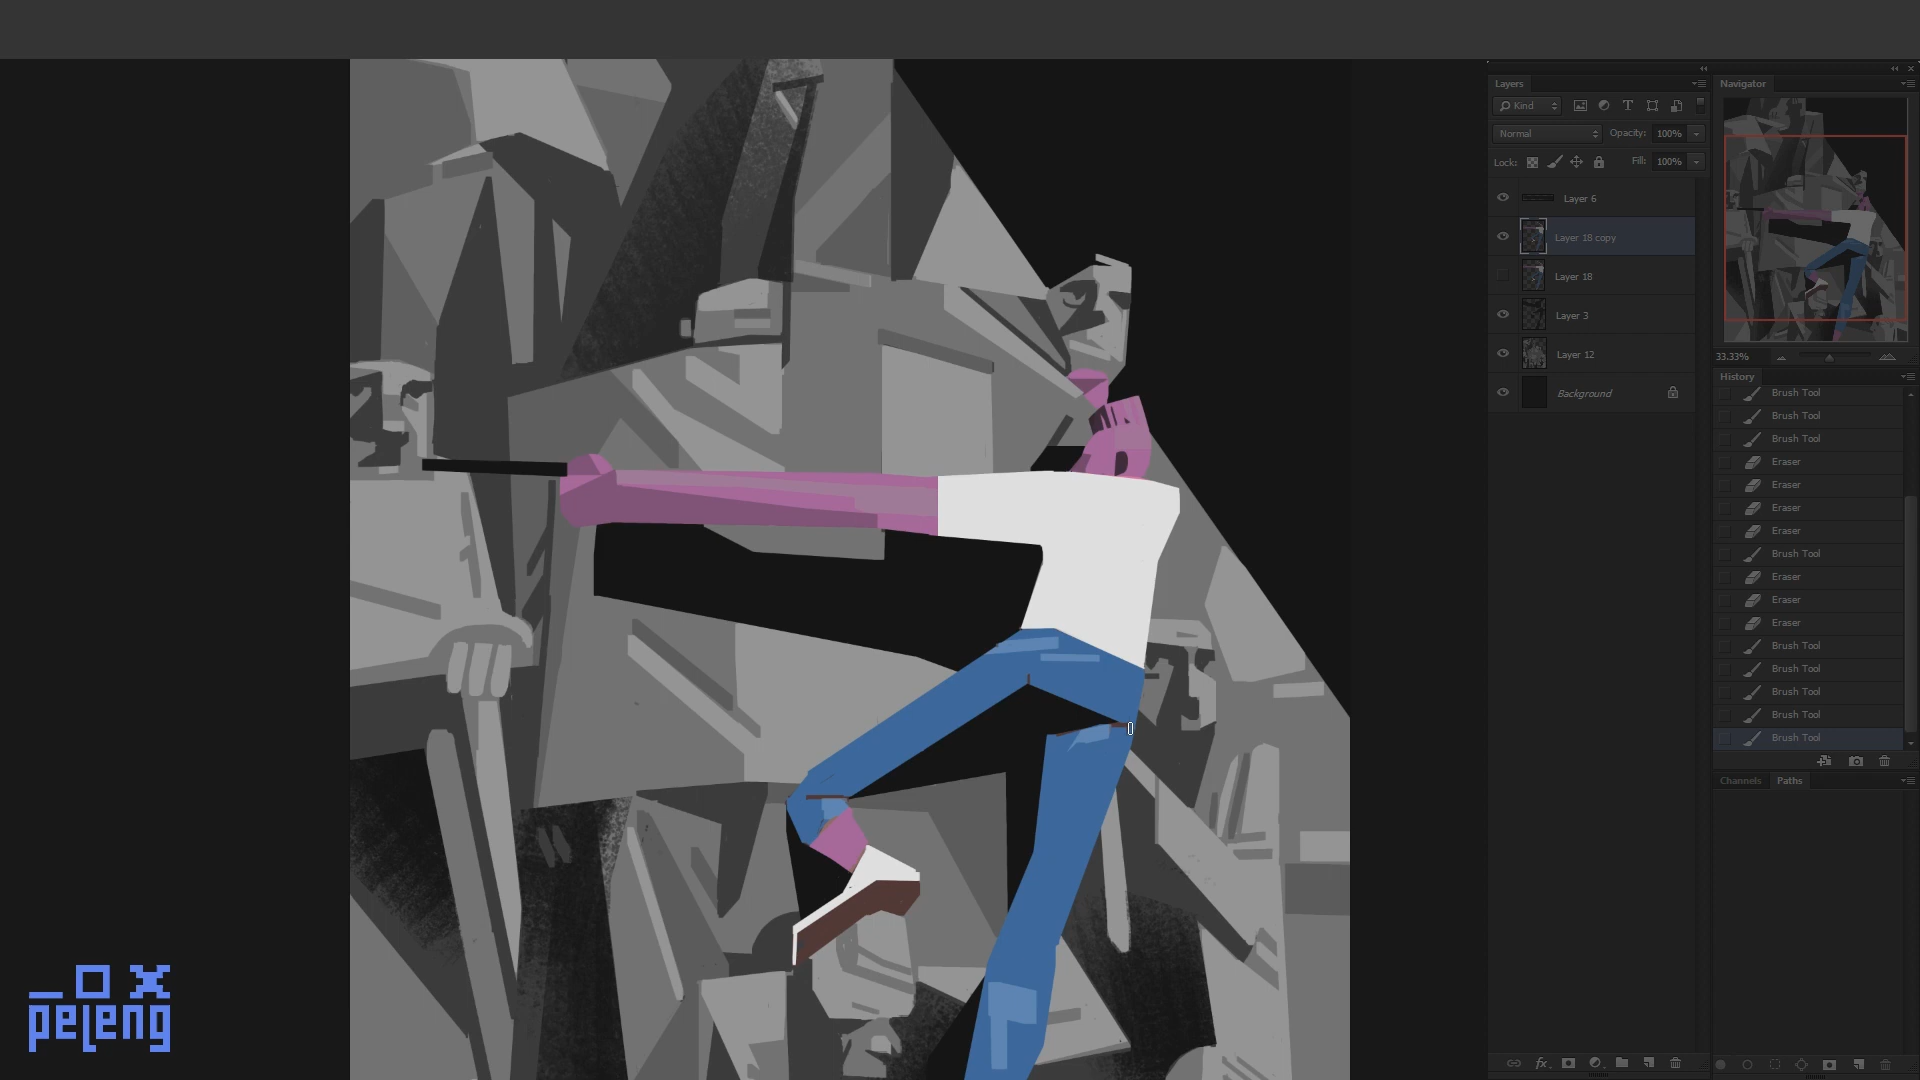 Layers
Navigator
Kind
Normal
Opacity: 100%
Lock:
Fill: 100%
Layer 6
Layer 18 copy
Layer 18
Layer 3
Layer 12
Background
33.33%
History
Brush Tool
Brush Tool
Brush Tool
Eraser
Eraser
Eraser
Eraser
Brush Tool
Eraser
Eraser
Eraser
Brush Tool
Brush Tool
Brush Tool
Brush Tool
Brush Tool
Channels
Paths
fx
peleng